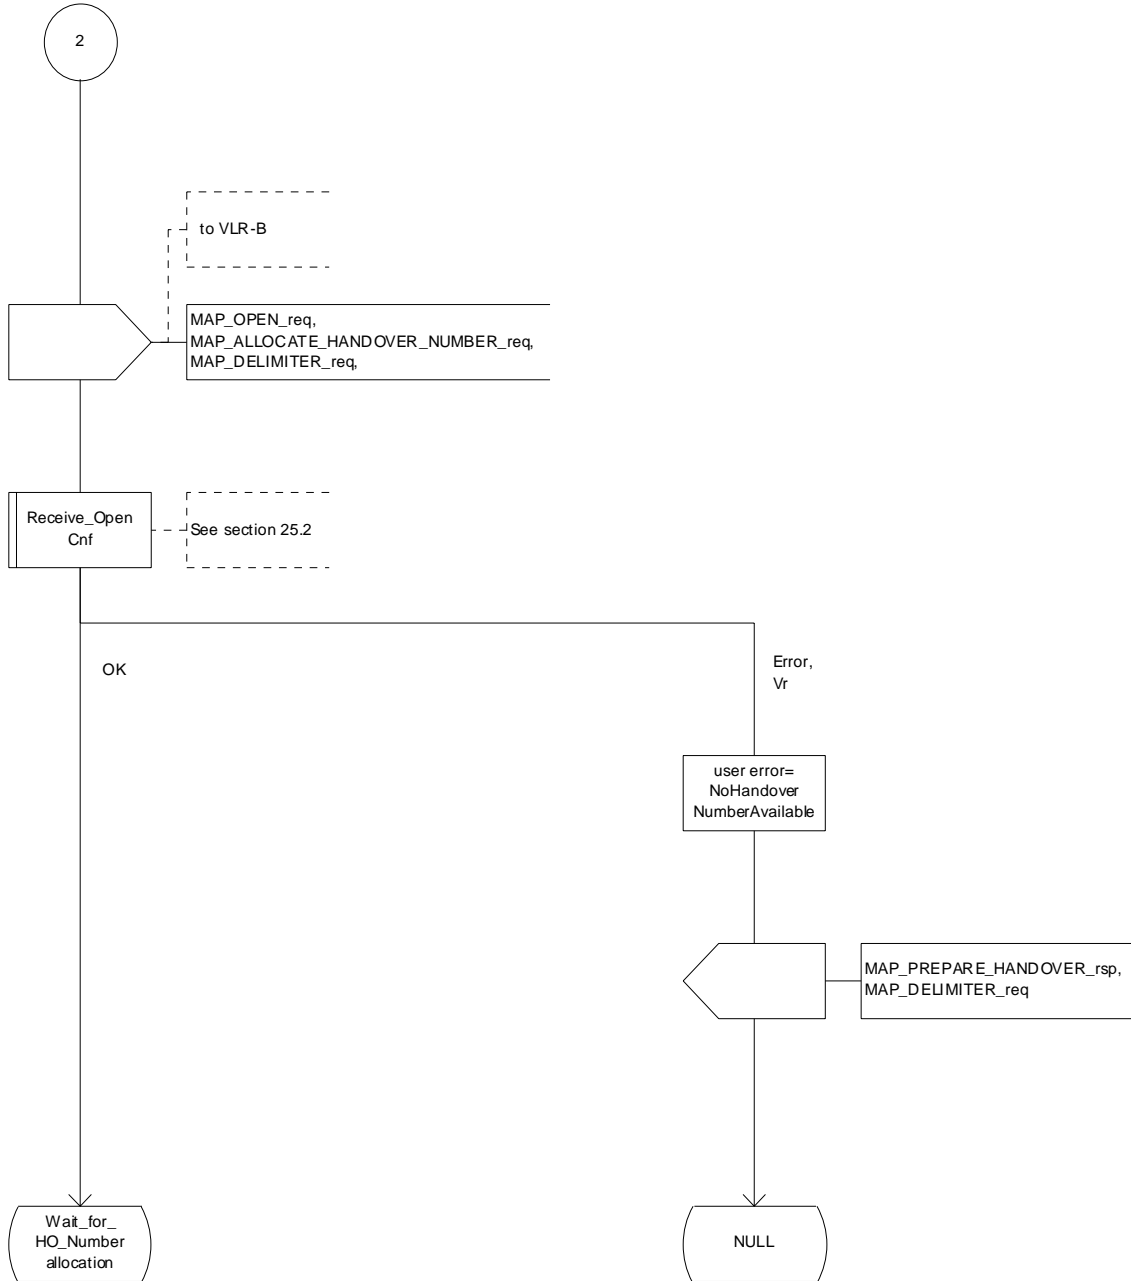 2
to VLR-B
MAP_OPEN_req,
MAP_ALLOCATE_HANDOVER_NUMBER_req,
MAP_DELIMITER_req,
Receive_Open
Cnf
See section 25.2
OK
Error,
Vr
user error=
NoHandover
NumberAvailable
MAP_PREPARE_HANDOVER_rsp,
MAP_DELIMITER_req
Wait_for_
HO_Number
allocation
NULL